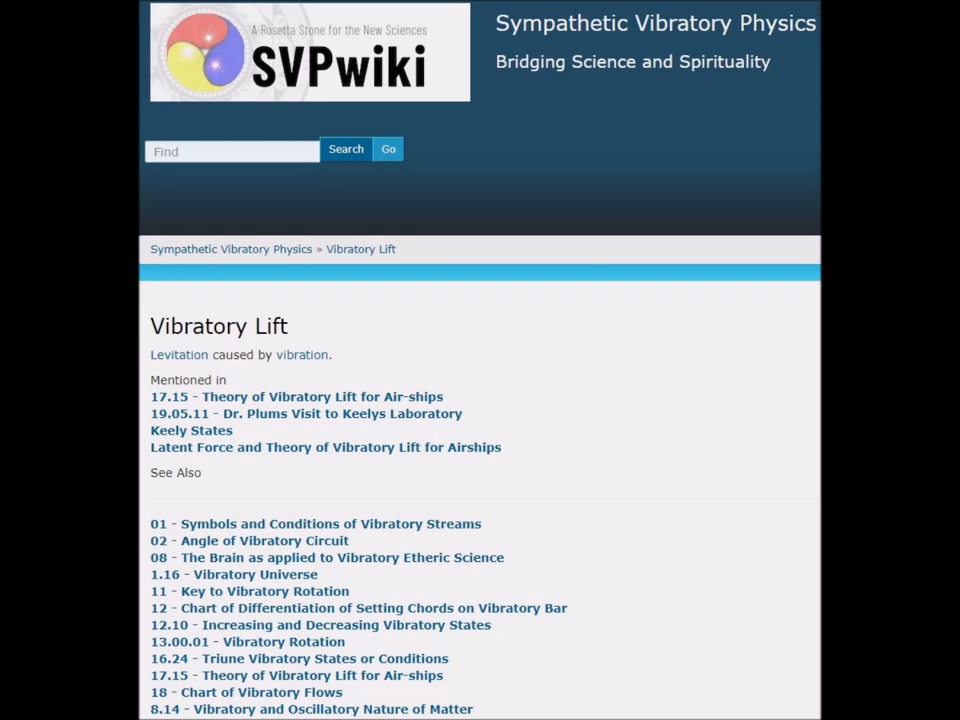 A Rosetta Stone for the New Sciences
SVPwiki
Sympathetic Vibratory Physics
Bridging Science and Spirituality
Find
Search
Go
Sympathetic Vibratory Physics » Vibratory Lift
Vibratory Lift
Levitation caused by vibration.
Mentioned in
17.15 - Theory of Vibratory Lift for Air-ships
19.05.11 - Dr. Plums Visit to Keelys Laboratory
Keely States
Latent Force and Theory of Vibratory Lift for Airships
See Also
01 - Symbols and Conditions of Vibratory Streams
02 - Angle of Vibratory Circuit
08 - The Brain as applied to Vibratory Etheric Science
1.16 - Vibratory Universe
11 - Key to Vibratory Rotation
12 - Chart of Differentiation of Setting Chords on Vibratory Bar
12.10 - Increasing and Decreasing Vibratory States
13.00.01 - Vibratory Rotation
16.24 - Triune Vibratory States or Conditions
17.15 - Theory of Vibratory Lift for Air-ships
18 - Chart of Vibratory Flows
8.14 - Vibratory and Oscillatory Nature of Matter